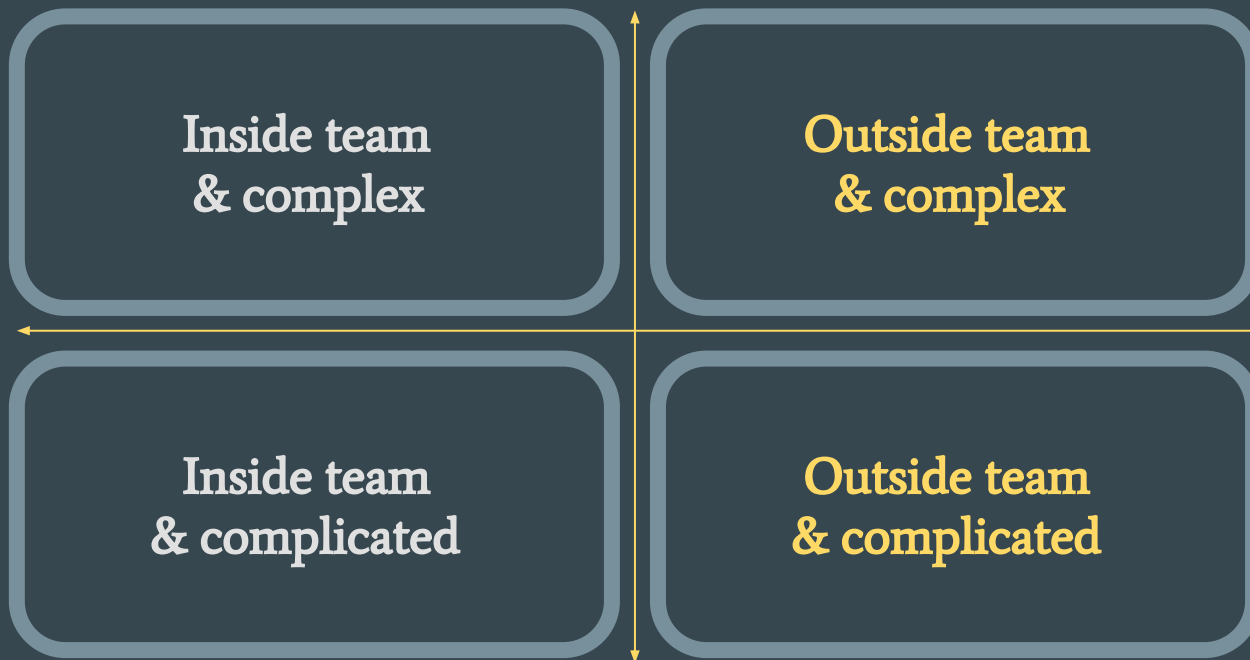 Inside team
& complex
Outside team
& complex
Inside team
& complicated
Outside team
& complicated